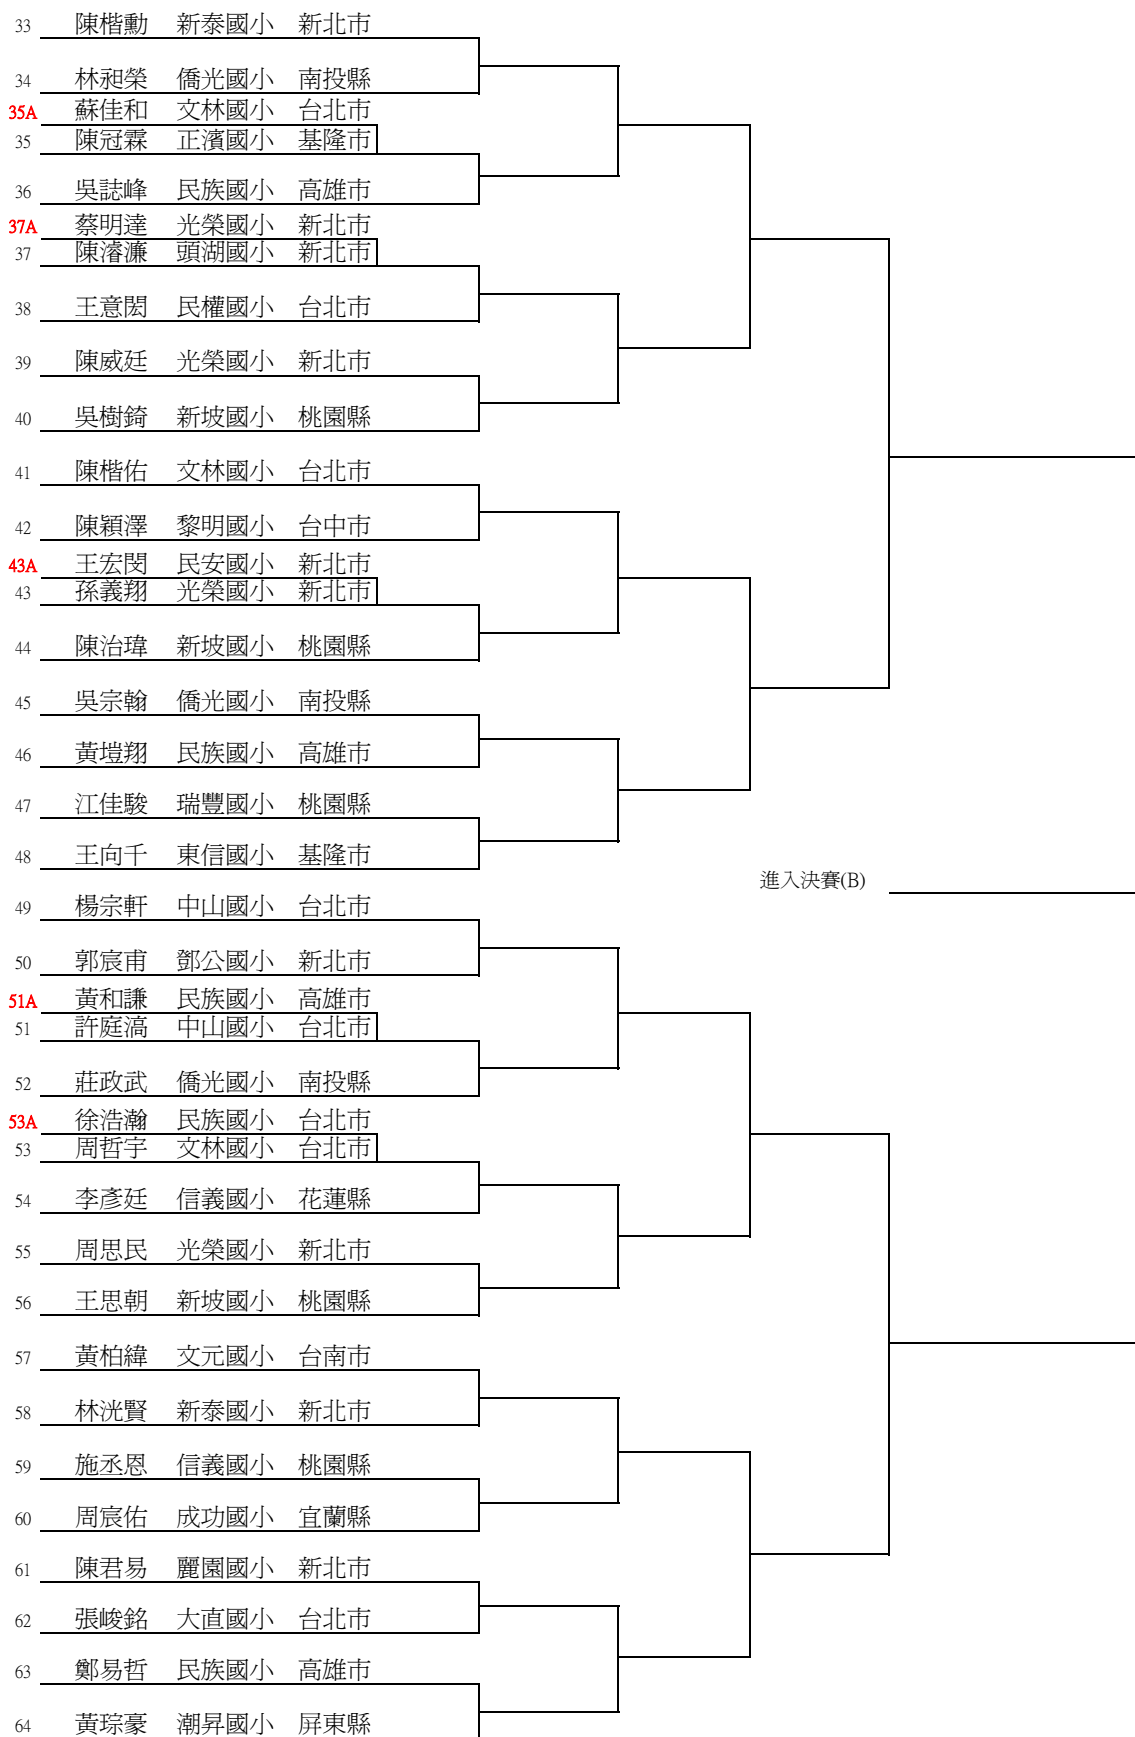 33 陳楷勳 新泰國小 新北市
34 林昶榮 僑光國小 南投縣
35A 蘇佳和 文林國小 台北市
35 陳冠霖 正濱國小 基隆市
36 吳誌峰 民族國小 高雄市
37A 蔡明達 光榮國小 新北市
37 陳濬濂 頭湖國小 新北市
38 王意閎 民權國小 台北市
39 陳威廷 光榮國小 新北市
40 吳樹錡 新坡國小 桃園縣
41 陳楷佑 文林國小 台北市
42 陳穎澤 黎明國小 台中市
43A 王宏閔 民安國小 新北市
43 孫義翔 光榮國小 新北市
44 陳治瑋 新坡國小 桃園縣
45 吳宗翰 僑光國小 南投縣
46 黃塏翔 民族國小 高雄市
47 江佳駿 瑞豐國小 桃園縣
48 王向千 東信國小 基隆市
進入決賽(B)
49 楊宗軒 中山國小 台北市
50 郭宸甫 鄧公國小 新北市
51A 黃和謙 民族國小 高雄市
51 許庭滈 中山國小 台北市
52 莊政武 僑光國小 南投縣
53A 徐浩瀚 民族國小 台北市
53 周哲宇 文林國小 台北市
54 李彥廷 信義國小 花蓮縣
55 周思民 光榮國小 新北市
56 王思朝 新坡國小 桃園縣
57 黃柏緯 文元國小 台南市
58 林洸賢 新泰國小 新北市
59 施丞恩 信義國小 桃園縣
60 周宸佑 成功國小 宜蘭縣
61 陳君易 麗園國小 新北市
62 張峻銘 大直國小 台北市
63 鄭易哲 民族國小 高雄市
64 黃琮豪 潮昇國小 屏東縣